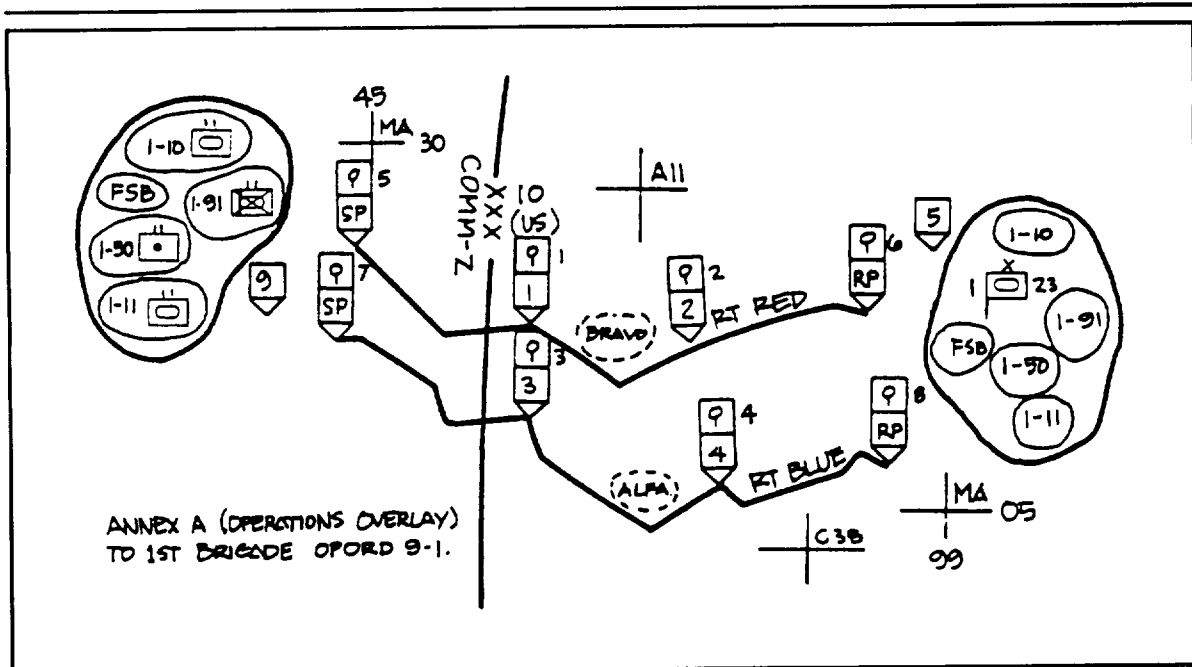 45
MA 30
1-10
FSB
1-91
1-50
1-11
9
5
SP
7
SP
COMM-Z
XXX
10
(US)
1
1
3
3
A11
BRAVO
2
2
RT RED
6
RP
5
1-10
X
1 23
1-91
FSB
1-50
1-11
4
4
ALFA
RT BLUE
8
RP
MA 05
99
C3B
ANNEX A (OPERATIONS OVERLAY)
TO 1ST BRIGADE OPORD 9-1.